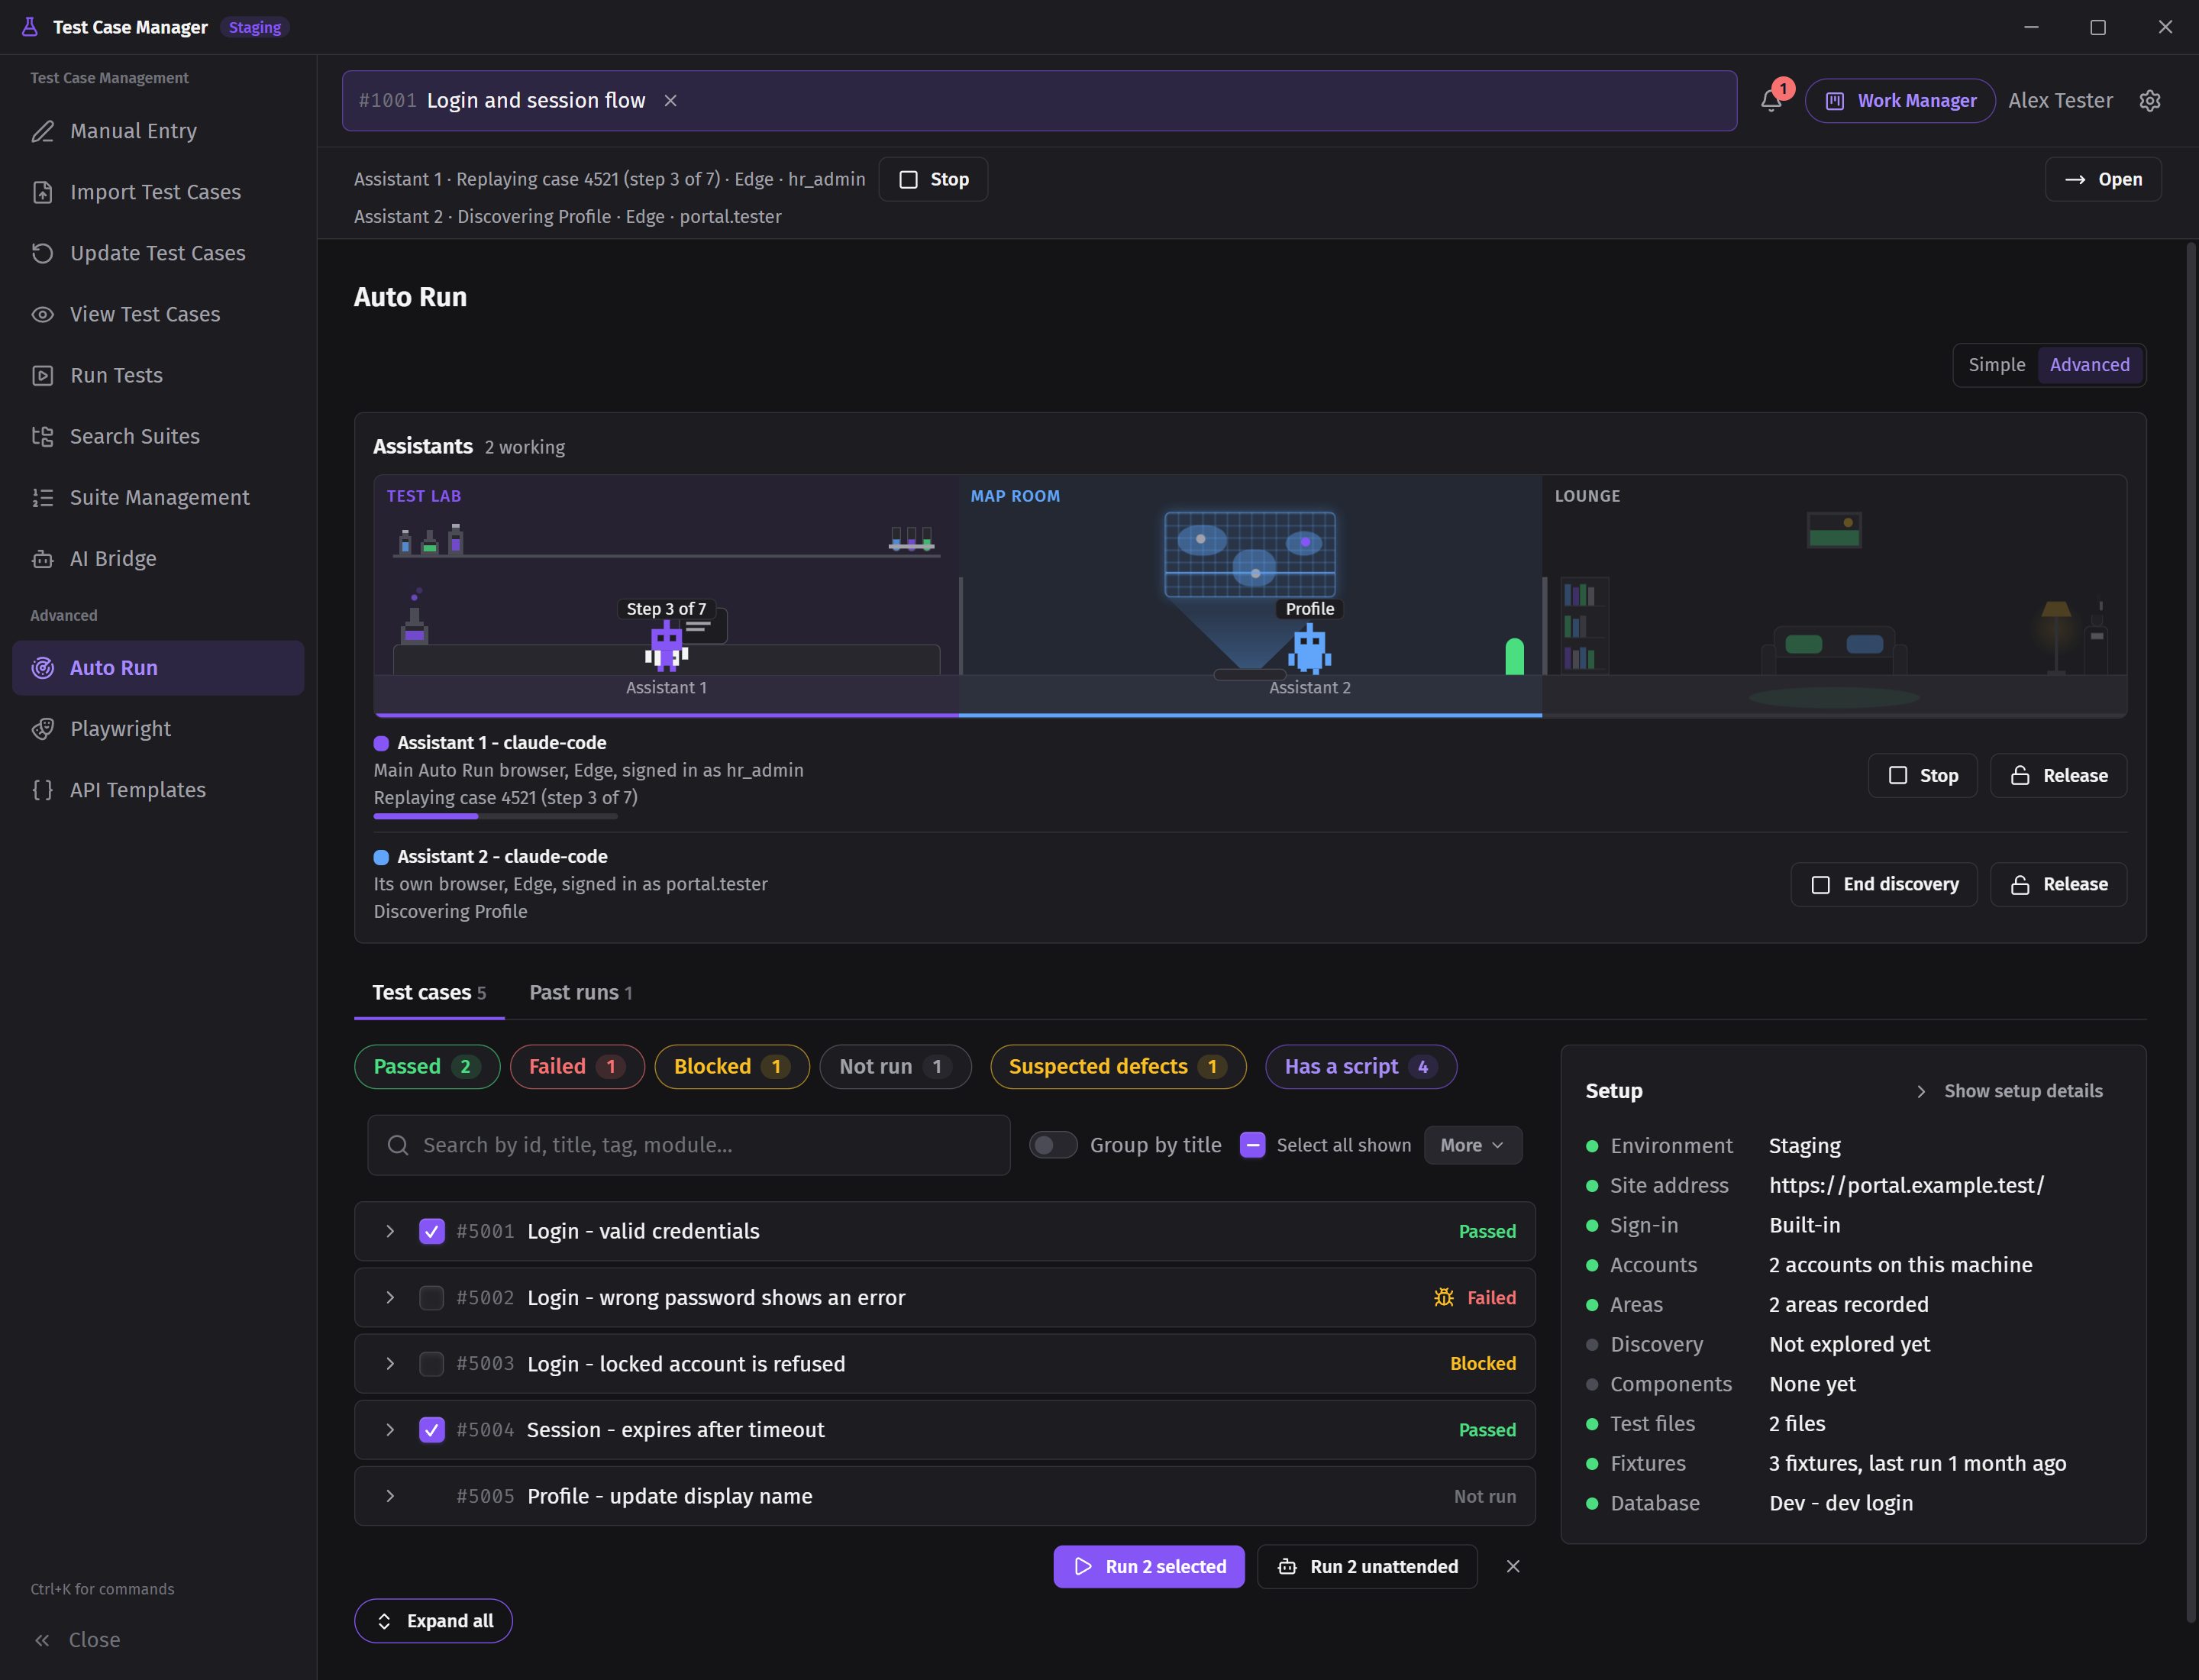 Test Case Manager Staging
Test Case Management
Manual Entry
Import Test Cases
Update Test Cases
View Test Cases
Run Tests
Search Suites
Suite Management
AI Bridge
Advanced
Auto Run
Playwright
API Templates
Ctrl+K for commands
Close
#1001 Login and session flow
1
Work Manager
Alex Tester
Assistant 1 · Replaying case 4521 (step 3 of 7) · Edge · hr_admin
Stop
Open
Assistant 2 · Discovering Profile · Edge · portal.tester
Auto Run
Simple Advanced
Assistants 2 working
TEST LAB
MAP ROOM
LOUNGE
Step 3 of 7
Profile
Assistant 1
Assistant 2
Assistant 1 - claude-code
Main Auto Run browser, Edge, signed in as hr_admin
Replaying case 4521 (step 3 of 7)
Stop
Release
Assistant 2 - claude-code
Its own browser, Edge, signed in as portal.tester
Discovering Profile
End discovery
Release
Test cases 5
Past runs 1
Passed 2
Failed 1
Blocked 1
Not run 1
Suspected defects 1
Has a script 4
Search by id, title, tag, module...
Group by title
Select all shown
More
#5001 Login - valid credentials Passed
#5002 Login - wrong password shows an error Failed
#5003 Login - locked account is refused Blocked
#5004 Session - expires after timeout Passed
#5005 Profile - update display name Not run
Run 2 selected
Run 2 unattended
Expand all
Setup
Show setup details
Environment Staging
Site address https://portal.example.test/
Sign-in Built-in
Accounts 2 accounts on this machine
Areas 2 areas recorded
Discovery Not explored yet
Components None yet
Test files 2 files
Fixtures 3 fixtures, last run 1 month ago
Database Dev - dev login